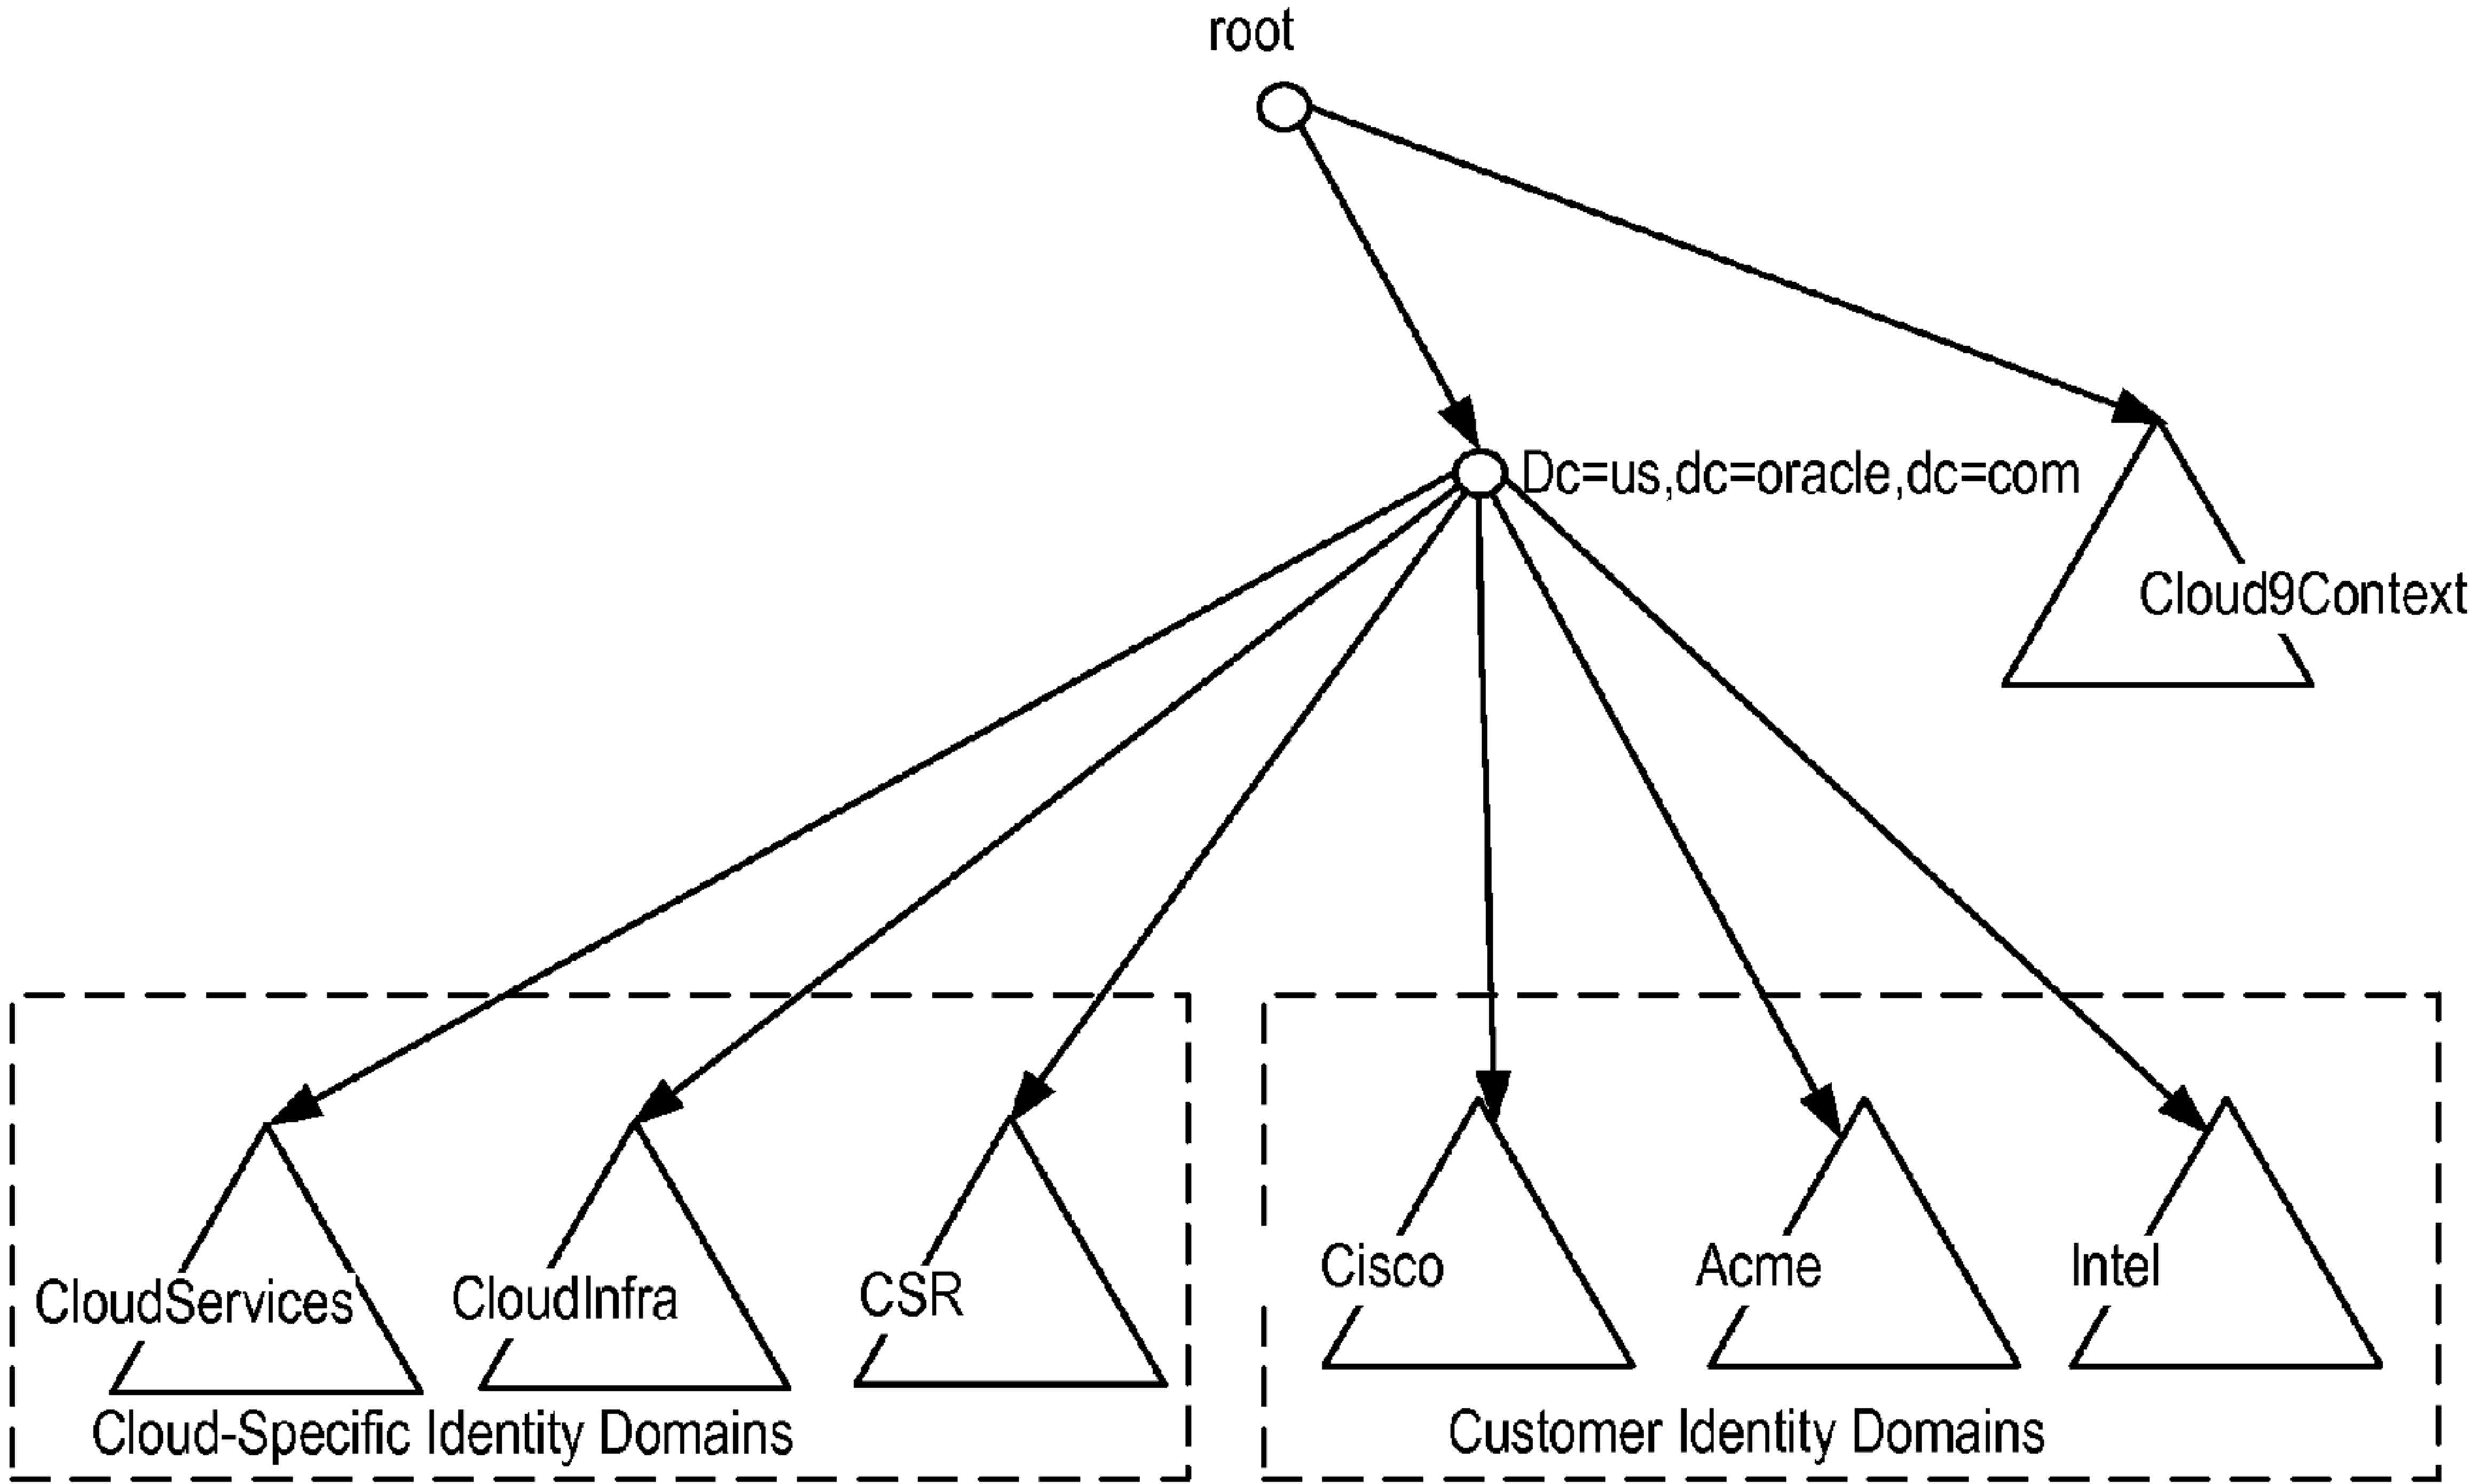 root
Dc=us,dc=oracle,dc=com
Cloud9Context
CloudServices
CloudInfra
CSR
Cisco
Acme
Intel
Cloud-Specific Identity Domains
Customer Identity Domains